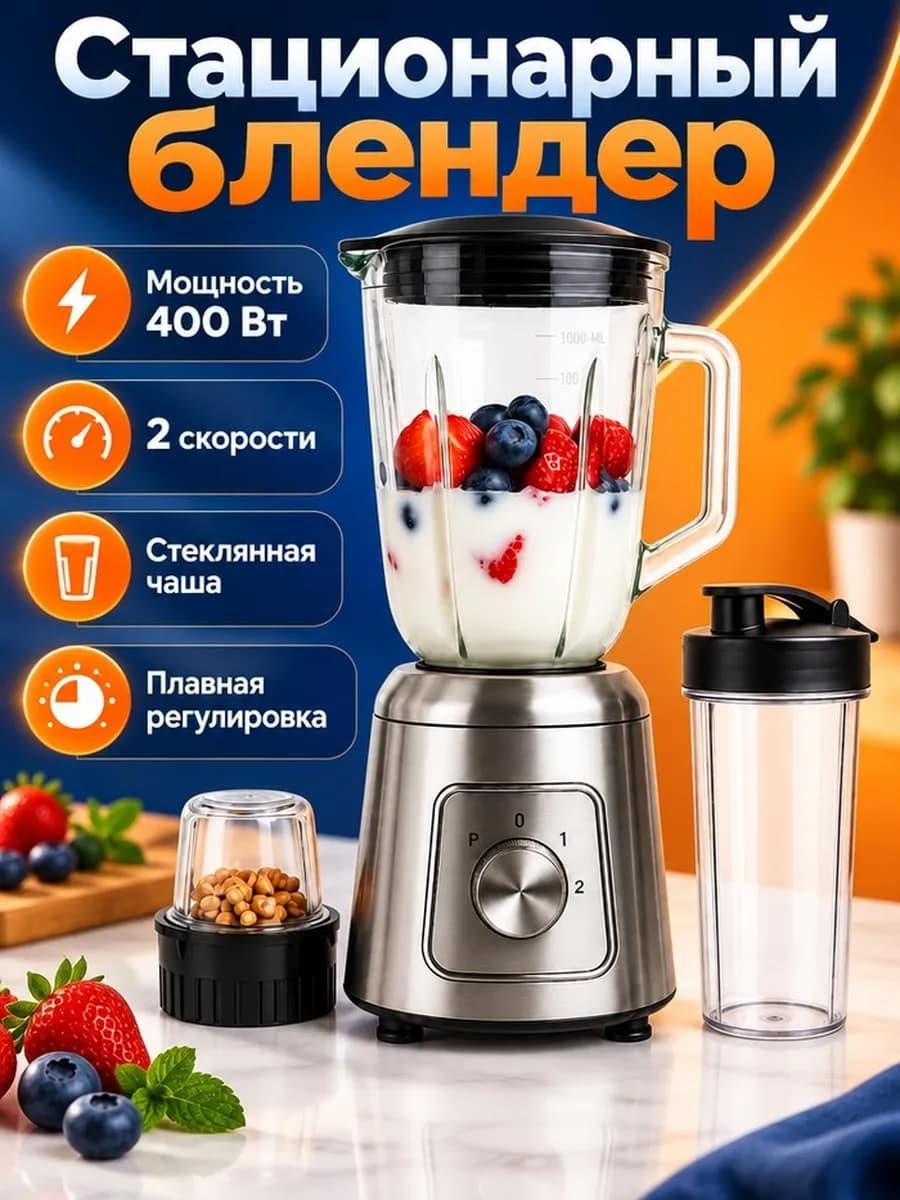 Стационарный
блендер
Мощность
400 Вт
2 скорости
Стеклянная
чаша
Плавная
регулировка
1000-ML
100
P
0
1
2